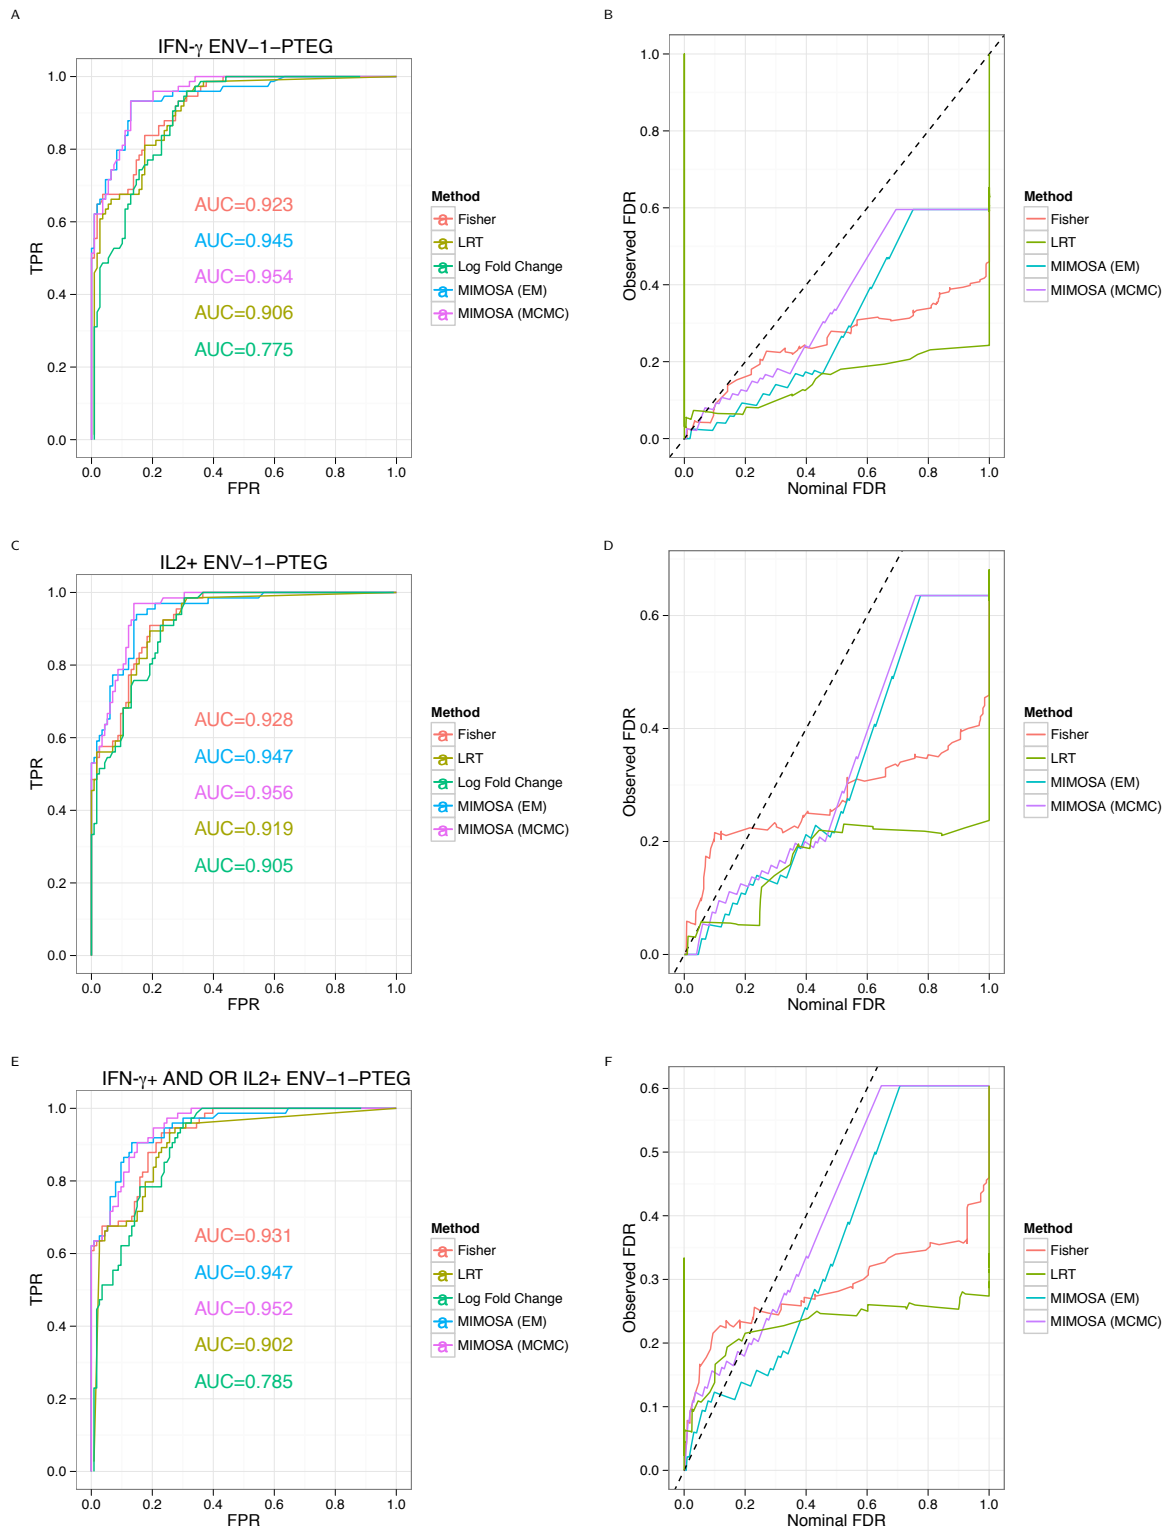 A
IFN-γ ENV−1−PTEG
1.0
0.8
0.6
0.4
0.2
0.0
TPR
AUC=0.923
AUC=0.945
AUC=0.954
AUC=0.906
AUC=0.775
0.0 0.2 0.4 0.6 0.8 1.0
FPR
Method
a Fisher
a LRT
a Log Fold Change
a MIMOSA (EM)
a MIMOSA (MCMC)
B
1.0
0.8
0.6
0.4
0.2
0.0
Observed FDR
0.0 0.2 0.4 0.6 0.8 1.0
Nominal FDR
Method
Fisher
LRT
MIMOSA (EM)
MIMOSA (MCMC)
C
IL2+ ENV−1−PTEG
1.0
0.8
0.6
0.4
0.2
0.0
TPR
AUC=0.928
AUC=0.947
AUC=0.956
AUC=0.919
AUC=0.905
0.0 0.2 0.4 0.6 0.8 1.0
FPR
Method
a Fisher
a LRT
a Log Fold Change
a MIMOSA (EM)
a MIMOSA (MCMC)
D
0.6
0.4
0.2
0.0
Observed FDR
0.0 0.2 0.4 0.6 0.8 1.0
Nominal FDR
Method
Fisher
LRT
MIMOSA (EM)
MIMOSA (MCMC)
E
IFN-γ+ AND OR IL2+ ENV-1-PTEG
1.0
0.8
0.6
0.4
0.2
0.0
TPR
AUC=0.931
AUC=0.947
AUC=0.952
AUC=0.902
AUC=0.785
0.0 0.2 0.4 0.6 0.8 1.0
FPR
Method
a Fisher
a LRT
a Log Fold Change
a MIMOSA (EM)
a MIMOSA (MCMC)
F
0.6
0.5
0.4
0.3
0.2
0.1
0.0
Observed FDR
0.0 0.2 0.4 0.6 0.8 1.0
Nominal FDR
Method
Fisher
LRT
MIMOSA (EM)
MIMOSA (MCMC)